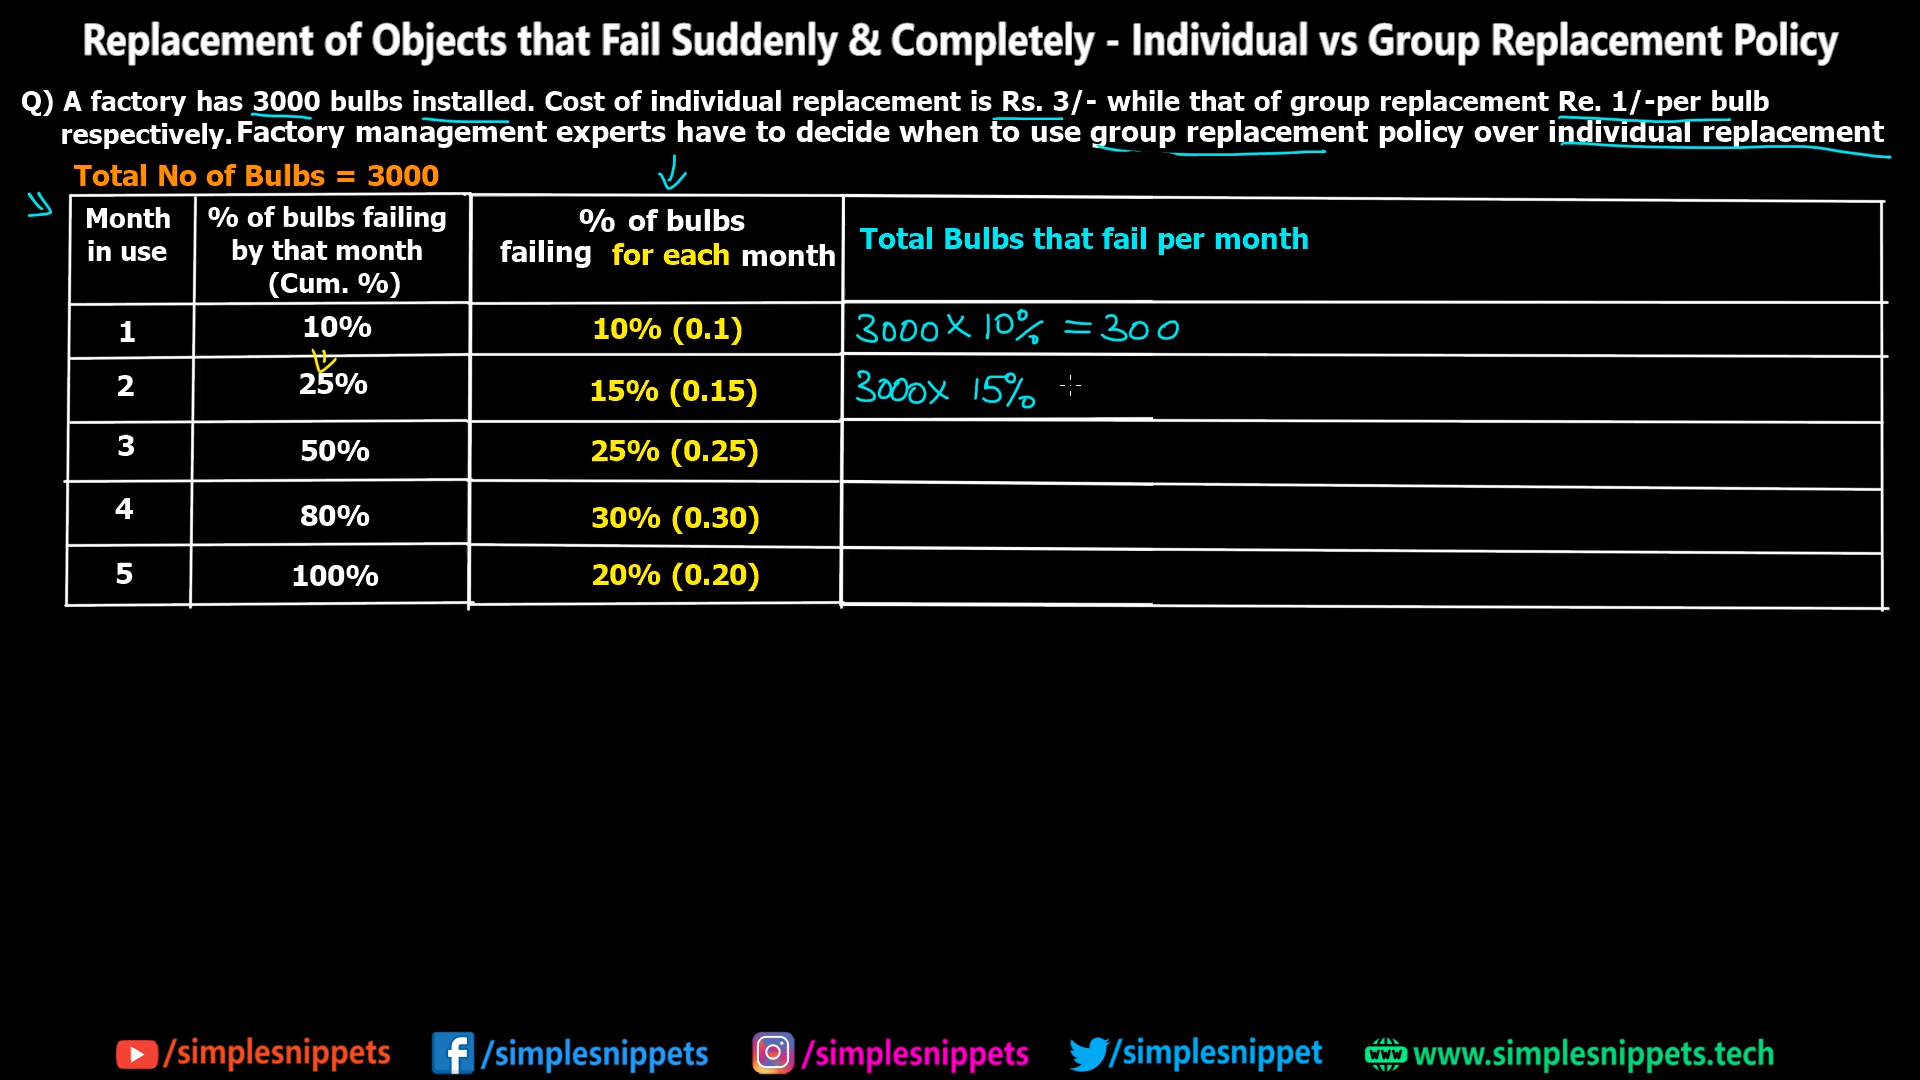 Replacement of Objects that Fail Suddenly & Completely - Individual vs Group Replacement Policy
Q) A factory has 3000 bulbs installed. Cost of individual replacement is Rs. 3/- while that of group replacement Re. 1/-per bulb
respectively. Factory management experts have to decide when to use group replacement policy over individual replacement
Total No of Bulbs = 3000
Month in use
% of bulbs failing by that month (Cum. %)
% of bulbs failing for each month
Total Bulbs that fail per month
1 10% 10% (0.1) 3000 × 10% = 300
2 25% 15% (0.15) 3000 × 15%
3 50% 25% (0.25)
4 80% 30% (0.30)
5 100% 20% (0.20)
/simplesnippets /simplesnippets /simplesnippets /simplesnippet www.simplesnippets.tech